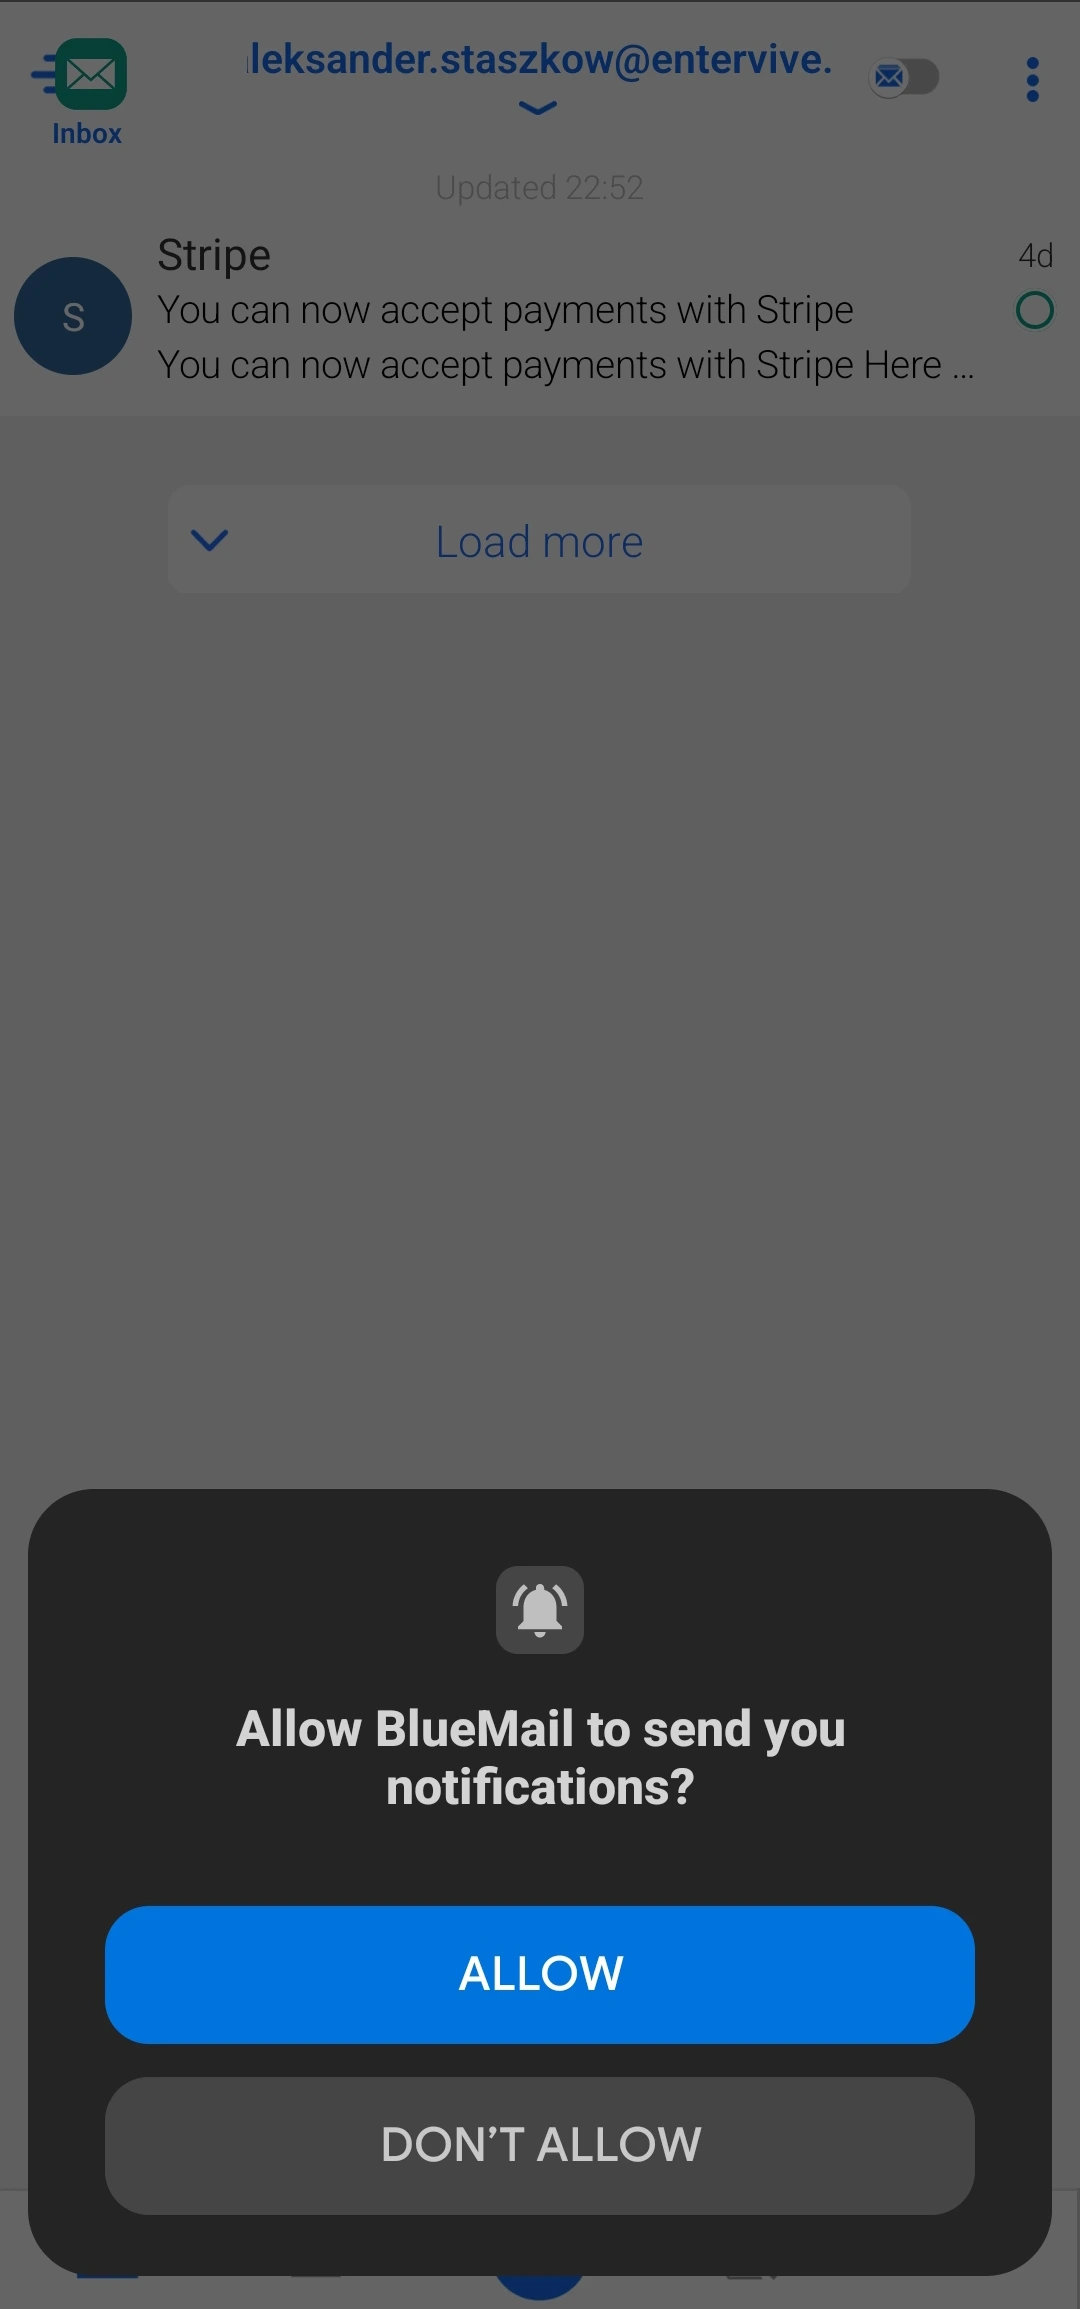 leksander.staszkow@entervive.
Inbox
Updated 22:52
Stripe
4d
S
You can now accept payments with Stripe
You can now accept payments with Stripe Here ...
Load more
Allow BlueMail to send you
notifications?
ALLOW
DON’T ALLOW